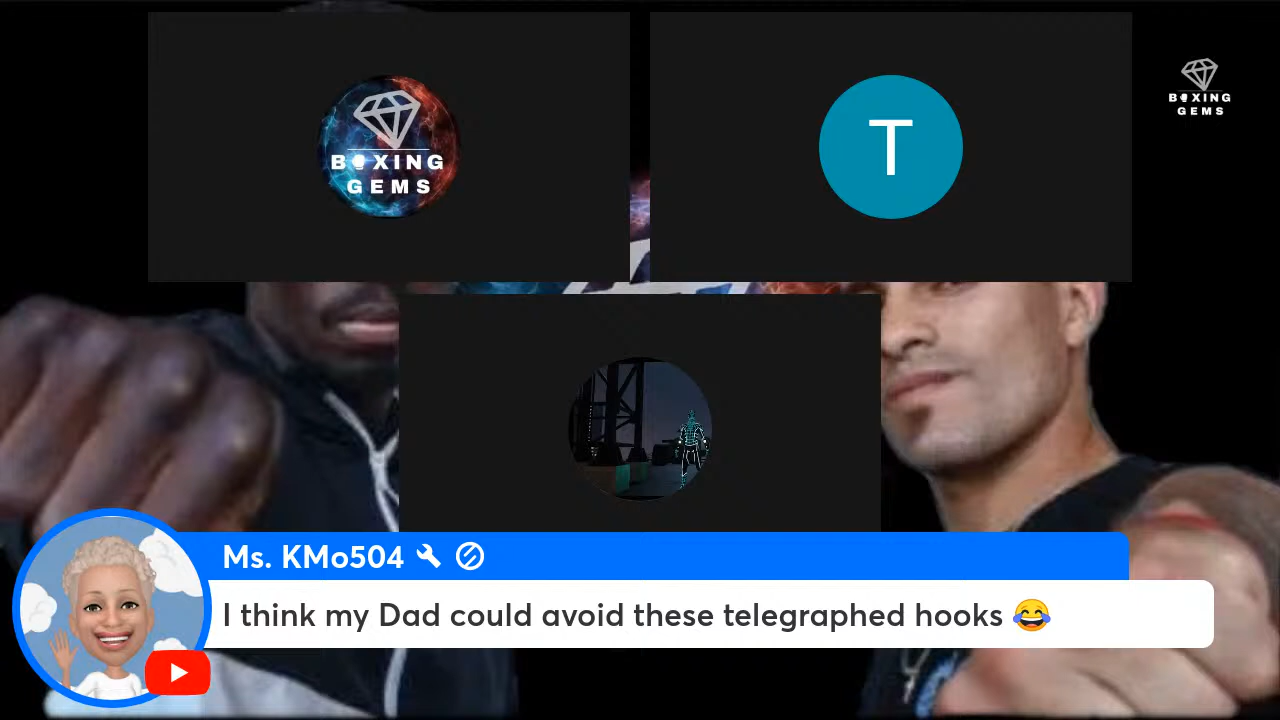 BOXING
GEMS
T
BOXING
GEMS
Ms. KMo504
I think my Dad could avoid these telegraphed hooks 😂